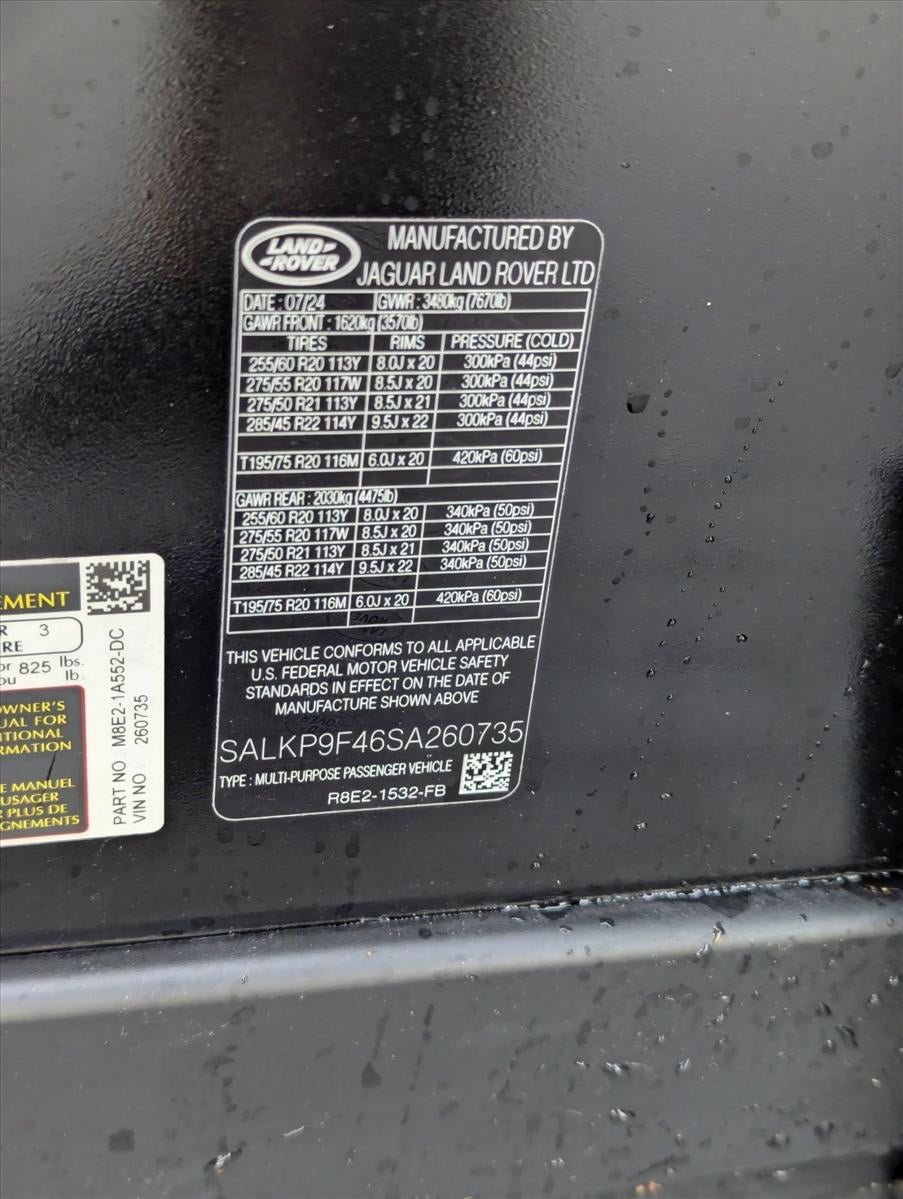 LAND-
-ROVER
MANUFACTURED BY
JAGUAR LAND ROVER LTD
DATE : 07/24 GVWR : 3480kg (7670lb)
GAWR FRONT : 1620kg (3570lb)
TIRES RIMS PRESSURE (COLD)
255/60 R20 113Y 8.0J x 20 300kPa (44psi)
275/55 R20 117W 8.5J x 20 300kPa (44psi)
275/50 R21 113Y 8.5J x 21 300kPa (44psi)
285/45 R22 114Y 9.5J x 22 300kPa (44psi)
T195/75 R20 116M 6.0J x 20 420kPa (60psi)
GAWR REAR : 2030kg (4475lb)
255/60 R20 113Y 8.0J x 20 340kPa (50psi)
275/55 R20 117W 8.5J x 20 340kPa (50psi)
275/50 R21 113Y 8.5J x 21 340kPa (50psi)
285/45 R22 114Y 9.5J x 22 340kPa (50psi)
T195/75 R20 116M 6.0J x 20 420kPa (60psi)
THIS VEHICLE CONFORMS TO ALL APPLICABLE
U.S. FEDERAL MOTOR VEHICLE SAFETY
STANDARDS IN EFFECT ON THE DATE OF
MANUFACTURE SHOWN ABOVE
SALKP9F46SA260735
TYPE : MULTI-PURPOSE PASSENGER VEHICLE
R8E2-1532-FB
EMENT
R 3
RE
or 825 lbs.
ou lb.
OWNER'S
UAL FOR
ITIONAL
RMATION
E MANUEL
USAGER
R PLUS DE
GNEMENTS
PART NO : M8E2-1A552-DC
VIN NO : 260735